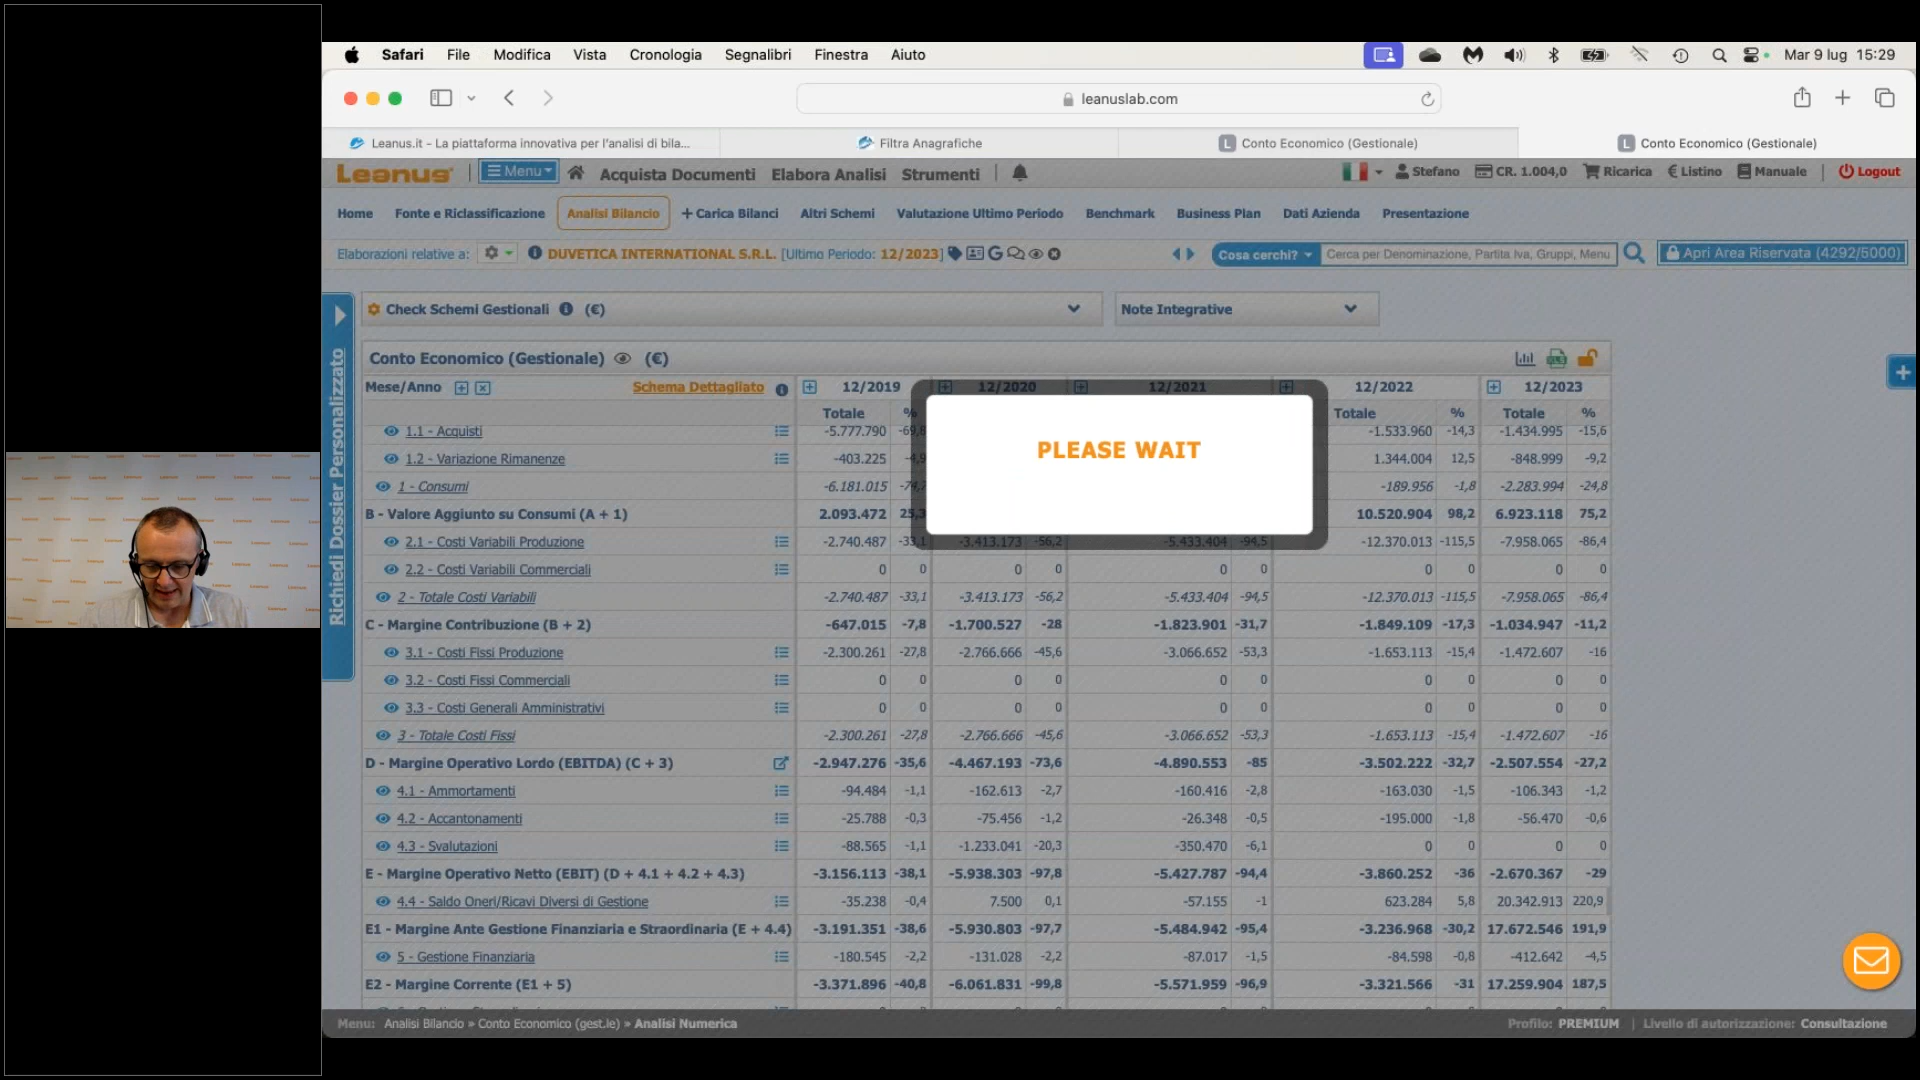 Safari File Modifica Vista Cronologia Segnalibri Finestra Aiuto Mar 9 lug 15:29
leanuslab.com
Leanus.it - La piattaforma innovativa per l'analisi di bila... Filtra Anagrafiche L Conto Economico (Gestionale) L Conto Economico (Gestionale)
Leanus | Menu Acquista Documenti Elabora Analisi Strumenti | Stefano CR. 1.004,0 Ricarica € Listino Manuale | Logout
Home Fonte e Riclassificazione Analisi Bilancio + Carica Bilanci Altri Schemi Valutazione Ultimo Periodo Benchmark Business Plan Dati Azienda Presentazione
Elaborazioni relative a: DUVETICA INTERNATIONAL S.R.L. [Ultimo Periodo: 12/2023] Cosa cerchi? Cerca per Denominazione, Partita Iva, Gruppi, Menu Apri Area Riservata (4292/5000)
Richiedi Dossier Personalizzato
Check Schemi Gestionali (€) Note Integrative
Conto Economico (Gestionale) (€)
Mese/Anno Schema Dettagliato 12/2019 12/2020 12/2021 12/2022 12/2023
Totale % Totale % Totale %
1.1 - Acquisti -5.777.790 -69,8 -1.533.960 -14,3 -1.434.995 -15,6
PLEASE WAIT
1.2 - Variazione Rimanenze -403.225 -4,9 1.344.004 12,5 -848.999 -9,2
1 - Consumi -6.181.015 -74,7 -189.956 -1,8 -2.283.994 -24,8
B - Valore Aggiunto su Consumi (A + 1) 2.093.472 25,3 10.520.904 98,2 6.923.118 75,2
2.1 - Costi Variabili Produzione -2.740.487 -33,1 -3.413.173 -56,2 -5.433.404 -94,5 -12.370.013 -115,5 -7.958.065 -86,4
2.2 - Costi Variabili Commerciali 0 0 0 0 0 0 0 0 0 0
2 - Totale Costi Variabili -2.740.487 -33,1 -3.413.173 -56,2 -5.433.404 -94,5 -12.370.013 -115,5 -7.958.065 -86,4
C - Margine Contribuzione (B + 2) -647.015 -7,8 -1.700.527 -28 -1.823.901 -31,7 -1.849.109 -17,3 -1.034.947 -11,2
3.1 - Costi Fissi Produzione -2.300.261 -27,8 -2.766.666 -45,6 -3.066.652 -53,3 -1.653.113 -15,4 -1.472.607 -16
3.2 - Costi Fissi Commerciali 0 0 0 0 0 0 0 0 0 0
3.3 - Costi Generali Amministrativi 0 0 0 0 0 0 0 0 0 0
3 - Totale Costi Fissi -2.300.261 -27,8 -2.766.666 -45,6 -3.066.652 -53,3 -1.653.113 -15,4 -1.472.607 -16
D - Margine Operativo Lordo (EBITDA) (C + 3) -2.947.276 -35,6 -4.467.193 -73,6 -4.890.553 -85 -3.502.222 -32,7 -2.507.554 -27,2
4.1 - Ammortamenti -94.484 -1,1 -162.613 -2,7 -160.416 -2,8 -163.030 -1,5 -106.343 -1,2
4.2 - Accantonamenti -25.788 -0,3 -75.456 -1,2 -26.348 -0,5 -195.000 -1,8 -56.470 -0,6
4.3 - Svalutazioni -88.565 -1,1 -1.233.041 -20,3 -350.470 -6,1 0 0 0 0
E - Margine Operativo Netto (EBIT) (D + 4.1 + 4.2 + 4.3) -3.156.113 -38,1 -5.938.303 -97,8 -5.427.787 -94,4 -3.860.252 -36 -2.670.367 -29
4.4 - Saldo Oneri/Ricavi Diversi di Gestione -35.238 -0,4 7.500 0,1 -57.155 -1 623.284 5,8 20.342.913 220,9
E1 - Margine Ante Gestione Finanziaria e Straordinaria (E + 4.4) -3.191.351 -38,6 -5.930.803 -97,7 -5.484.942 -95,4 -3.236.968 -30,2 17.672.546 191,9
5 - Gestione Finanziaria -180.545 -2,2 -131.028 -2,2 -87.017 -1,5 -84.598 -0,8 -412.642 -4,5
E2 - Margine Corrente (E1 + 5) -3.371.896 -40,8 -6.061.831 -99,8 -5.571.959 -96,9 -3.321.566 -31 17.259.904 187,5
Menu: Analisi Bilancio » Conto Economico (gest.le) » Analisi Numerica Profilo: PREMIUM | Livello di autorizzazione: Consultazione